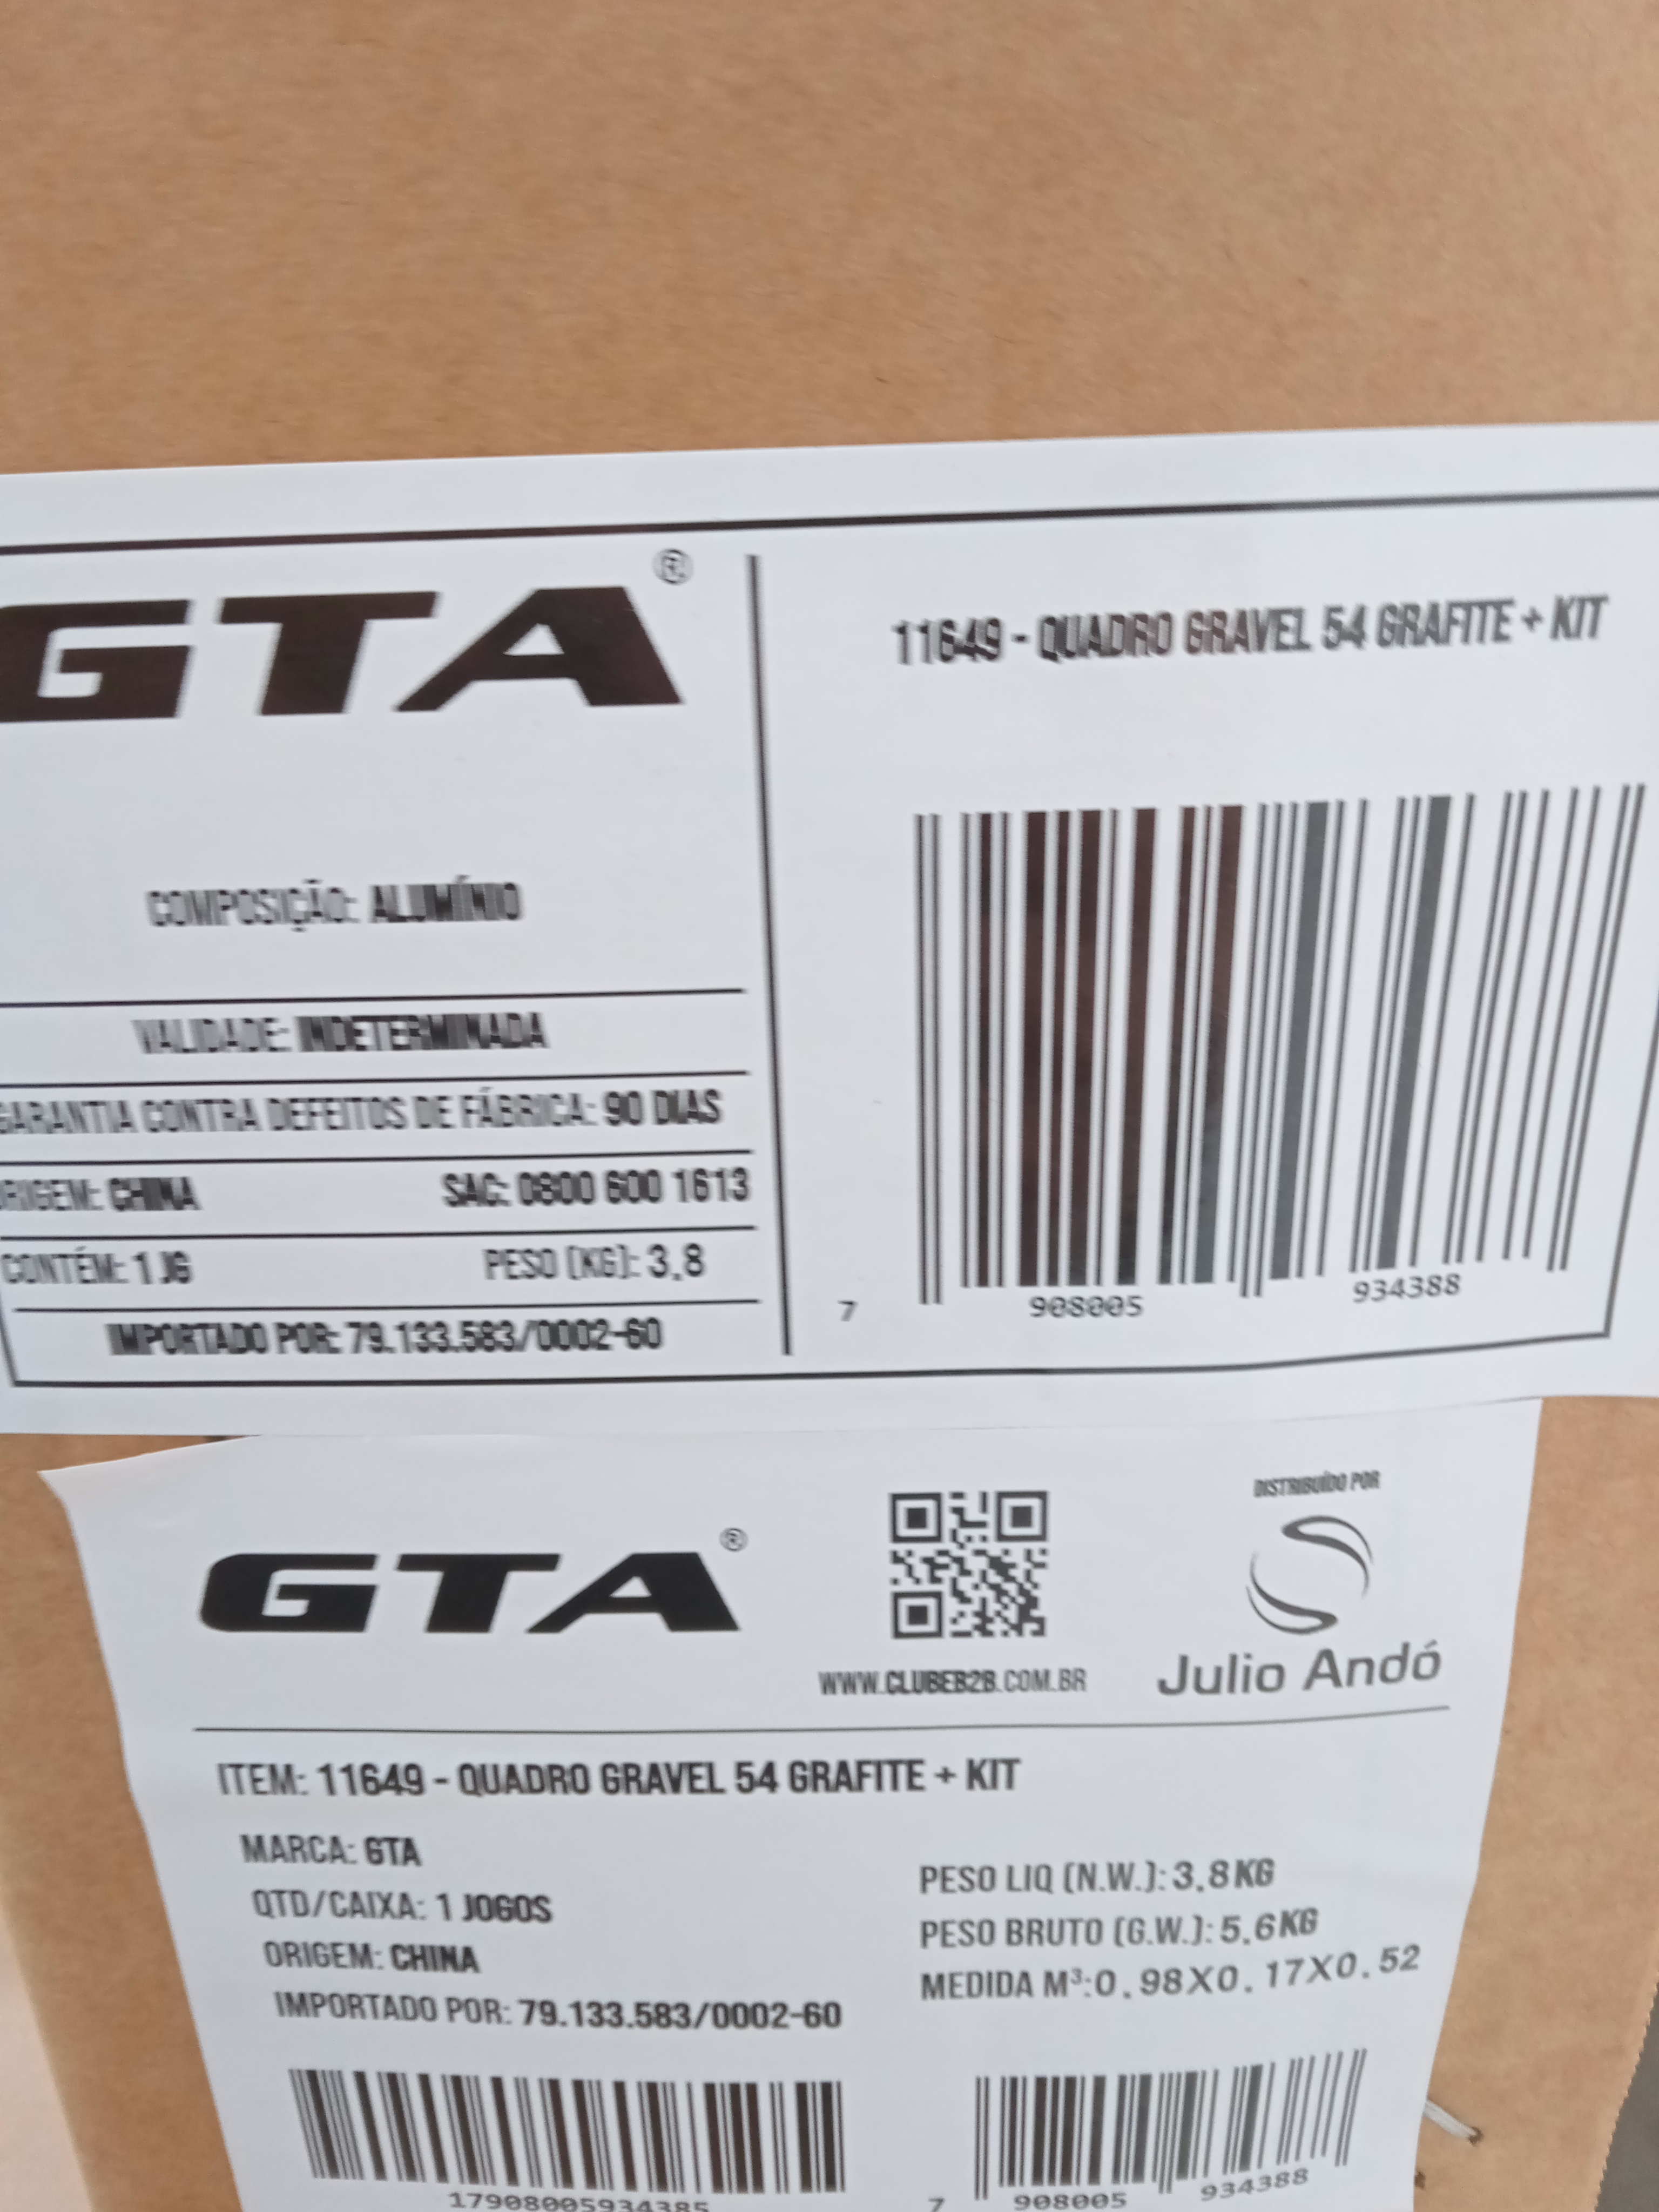 GTA®
11649 - QUADRO GRAVEL 54 GRAFITE + KIT
COMPOSIÇÃO: ALUMÍNIO
VALIDADE: INDETERMINADA
GARANTIA CONTRA DEFEITOS DE FÁBRICA: 90 DIAS
ORIGEM: CHINA SAC: 0800 600 1613
CONTÉM: 1 JG PESO (KG): 3,8
IMPORTADO POR: 79.133.583/0002-60
7 908005 934388
GTA®
WWW.CLUBEB2B.COM.BR
DISTRIBUÍDO POR
Julio Andó
ITEM: 11649 - QUADRO GRAVEL 54 GRAFITE + KIT
MARCA: GTA
QTD/CAIXA: 1 JOGOS
ORIGEM: CHINA
IMPORTADO POR: 79.133.583/0002-60
PESO LIQ (N.W.): 3,8KG
PESO BRUTO (G.W.): 5,6KG
MEDIDA M³:0,98X0,17X0,52
17908005934385
7 908005 934388